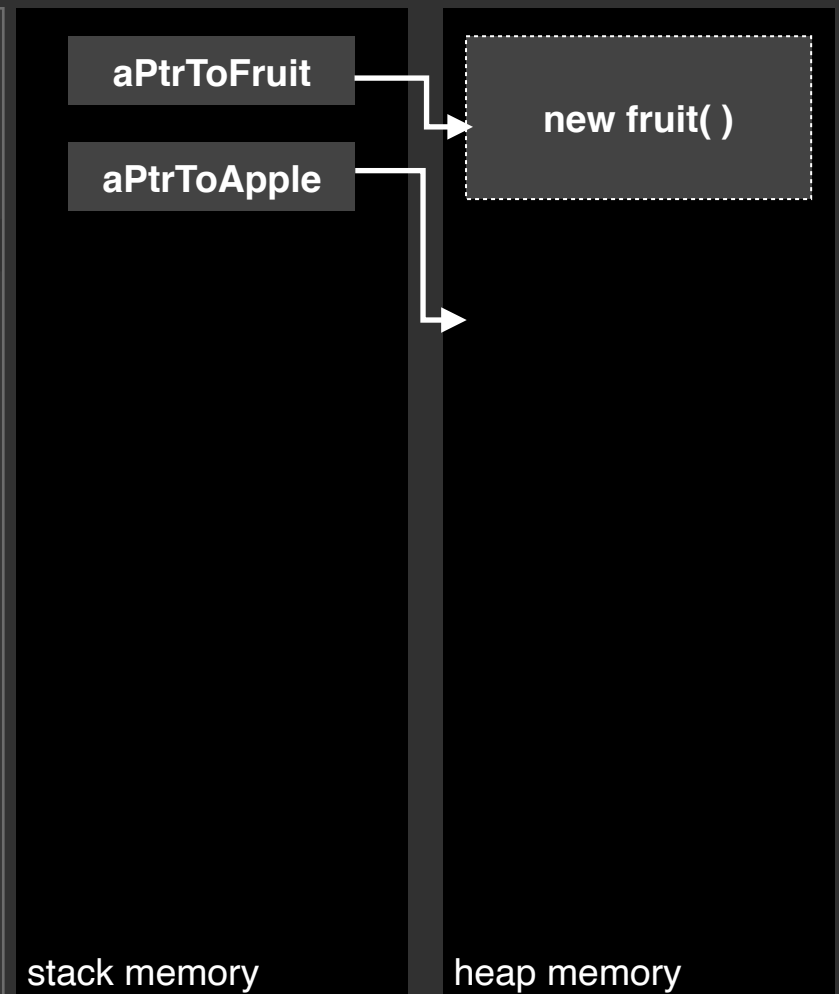 aPtrToFruit
new fruit( )
aPtrToApple
stack memory
heap memory